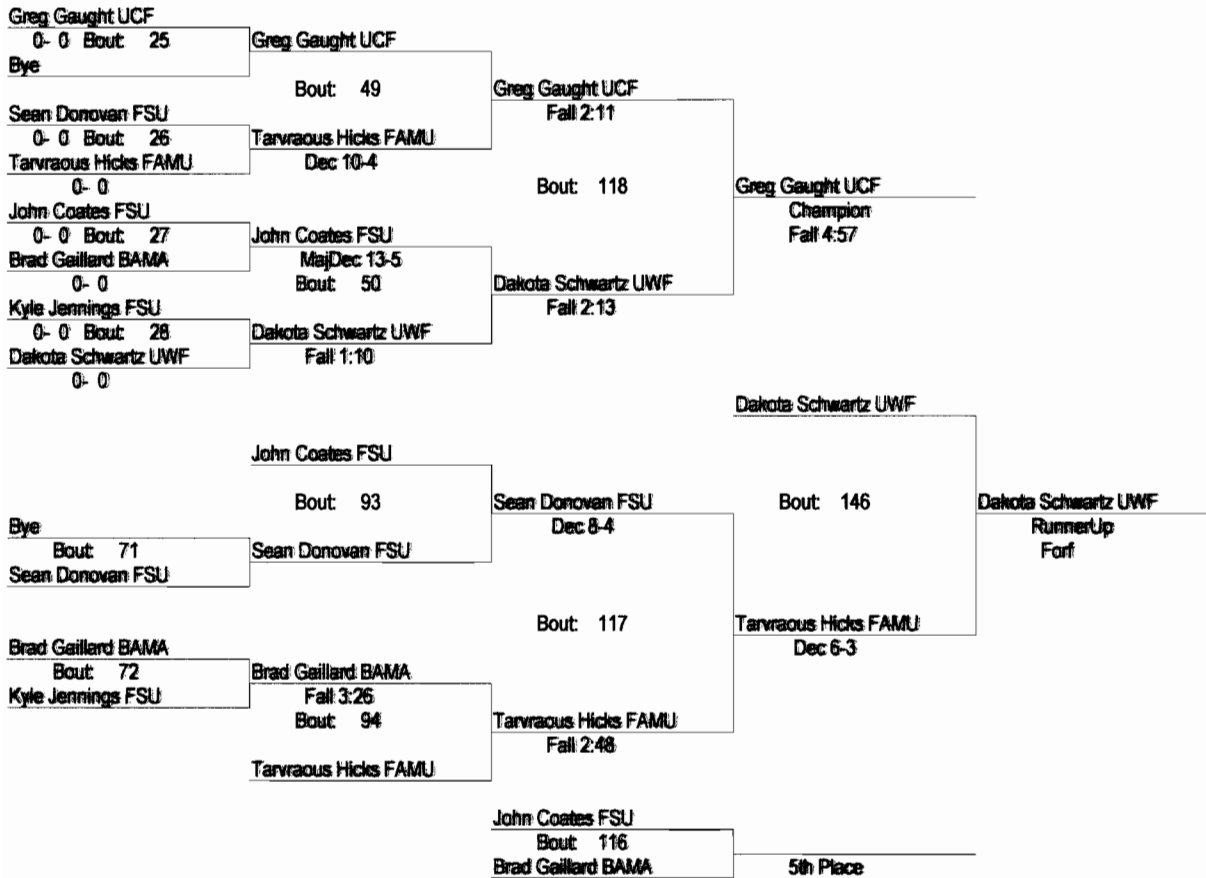 Greg Gaught UCF
0- 0 Bout: 25
Bye
Greg Gaught UCF
Bout: 49
Sean Donovan FSU
0- 0 Bout: 26
Tarvraous Hicks FAMU
0- 0
Tarvraous Hicks FAMU
Dec 10-4
Greg Gaught UCF
Fall 2:11
Bout: 118
John Coates FSU
0- 0 Bout: 27
Brad Gaillard BAMA
0- 0
John Coates FSU
MajDec 13-5
Bout: 50
Kyle Jennings FSU
0- 0 Bout: 28
Dakota Schwartz UWF
0- 0
Dakota Schwartz UWF
Fall 1:10
Dakota Schwartz UWF
Fall 2:13
Greg Gaught UCF
Champion
Fall 4:57
John Coates FSU
Bout: 93
Bye
Bout: 71
Sean Donovan FSU
Sean Donovan FSU
Sean Donovan FSU
Dec 8-4
Bout: 117
Brad Gaillard BAMA
Bout: 72
Kyle Jennings FSU
Brad Gaillard BAMA
Fall 3:26
Bout: 94
Tarvraous Hicks FAMU
Tarvraous Hicks FAMU
Fall 2:48
Dakota Schwartz UWF
Bout: 146
Tarvraous Hicks FAMU
Dec 6-3
Dakota Schwartz UWF
RunnerUp
Forf
John Coates FSU
Bout: 116
Brad Gaillard BAMA
5th Place